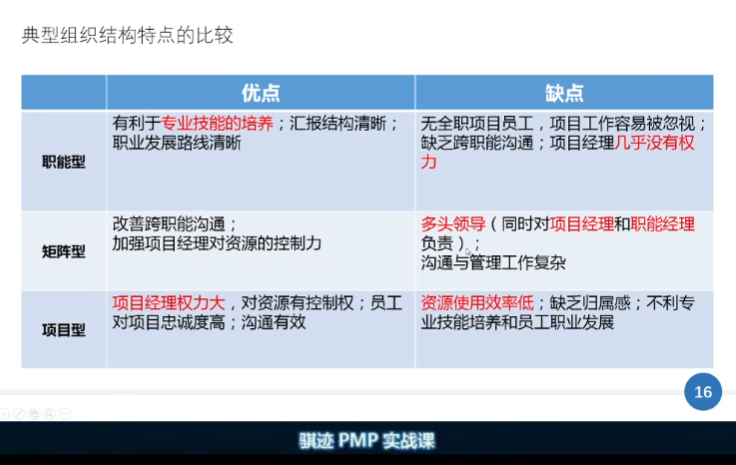 典型组织结构特点的比较
优点
缺点
职能型
有利于专业技能的培养；汇报结构清晰；
职业发展路线清晰
无全职项目员工，项目工作容易被忽视；
缺乏跨职能沟通；项目经理几乎没有权
力
矩阵型
改善跨职能沟通；
加强项目经理对资源的控制力
多头领导（同时对项目经理和职能经理
负责）；
沟通与管理工作复杂
项目型
项目经理权力大，对资源有控制权；员工
对项目忠诚度高；沟通有效
资源使用效率低；缺乏归属感；不利专
业技能培养和员工职业发展
16
骐迹 PMP 实战课